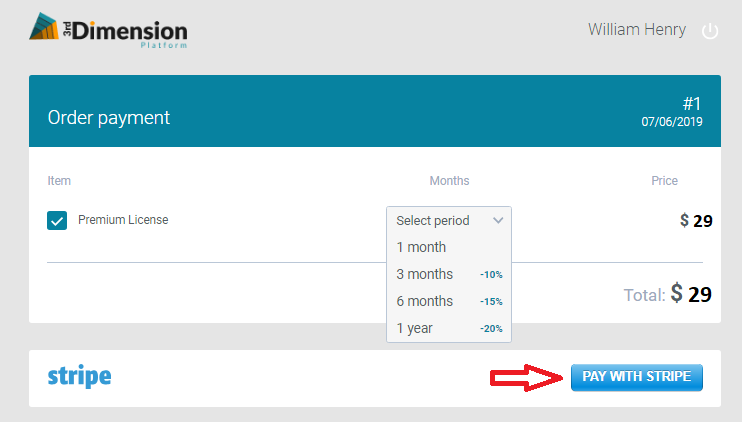 3rd Dimension
Platform
William Henry
Order payment
#1
07/06/2019
Item Months Price
Premium License
Select period
$ 29
1 month
3 months -10%
6 months -15%
1 year -20%
Total: $ 29
stripe
PAY WITH STRIPE